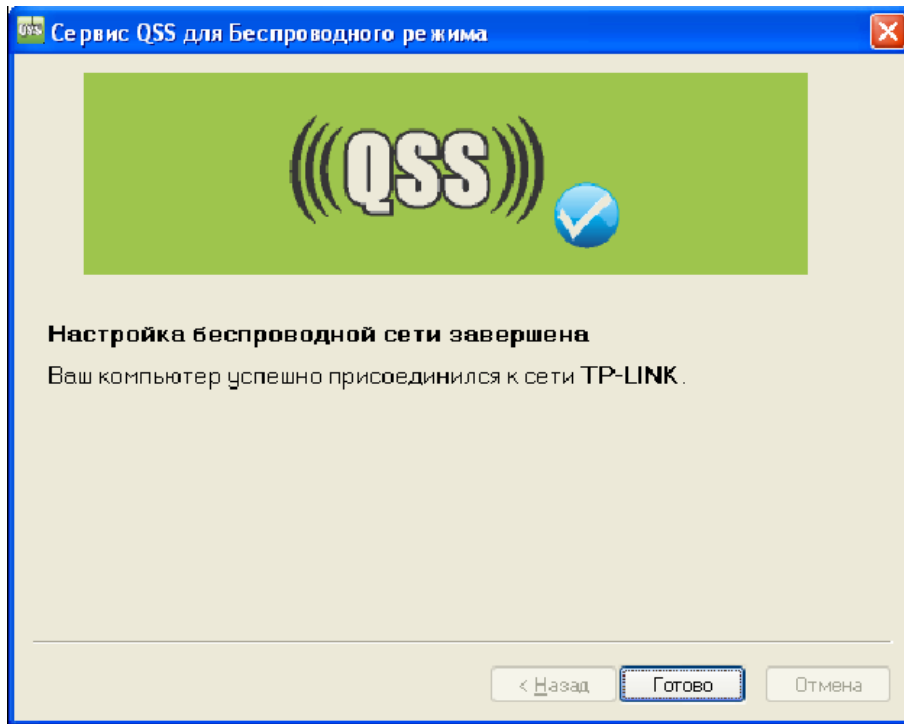 Сервис QSS для Беспроводного режима
(((QSS)))
Настройка беспроводной сети завершена
Ваш компьютер успешно присоединился к сети TP-LINK.
< Назад Готово Отмена